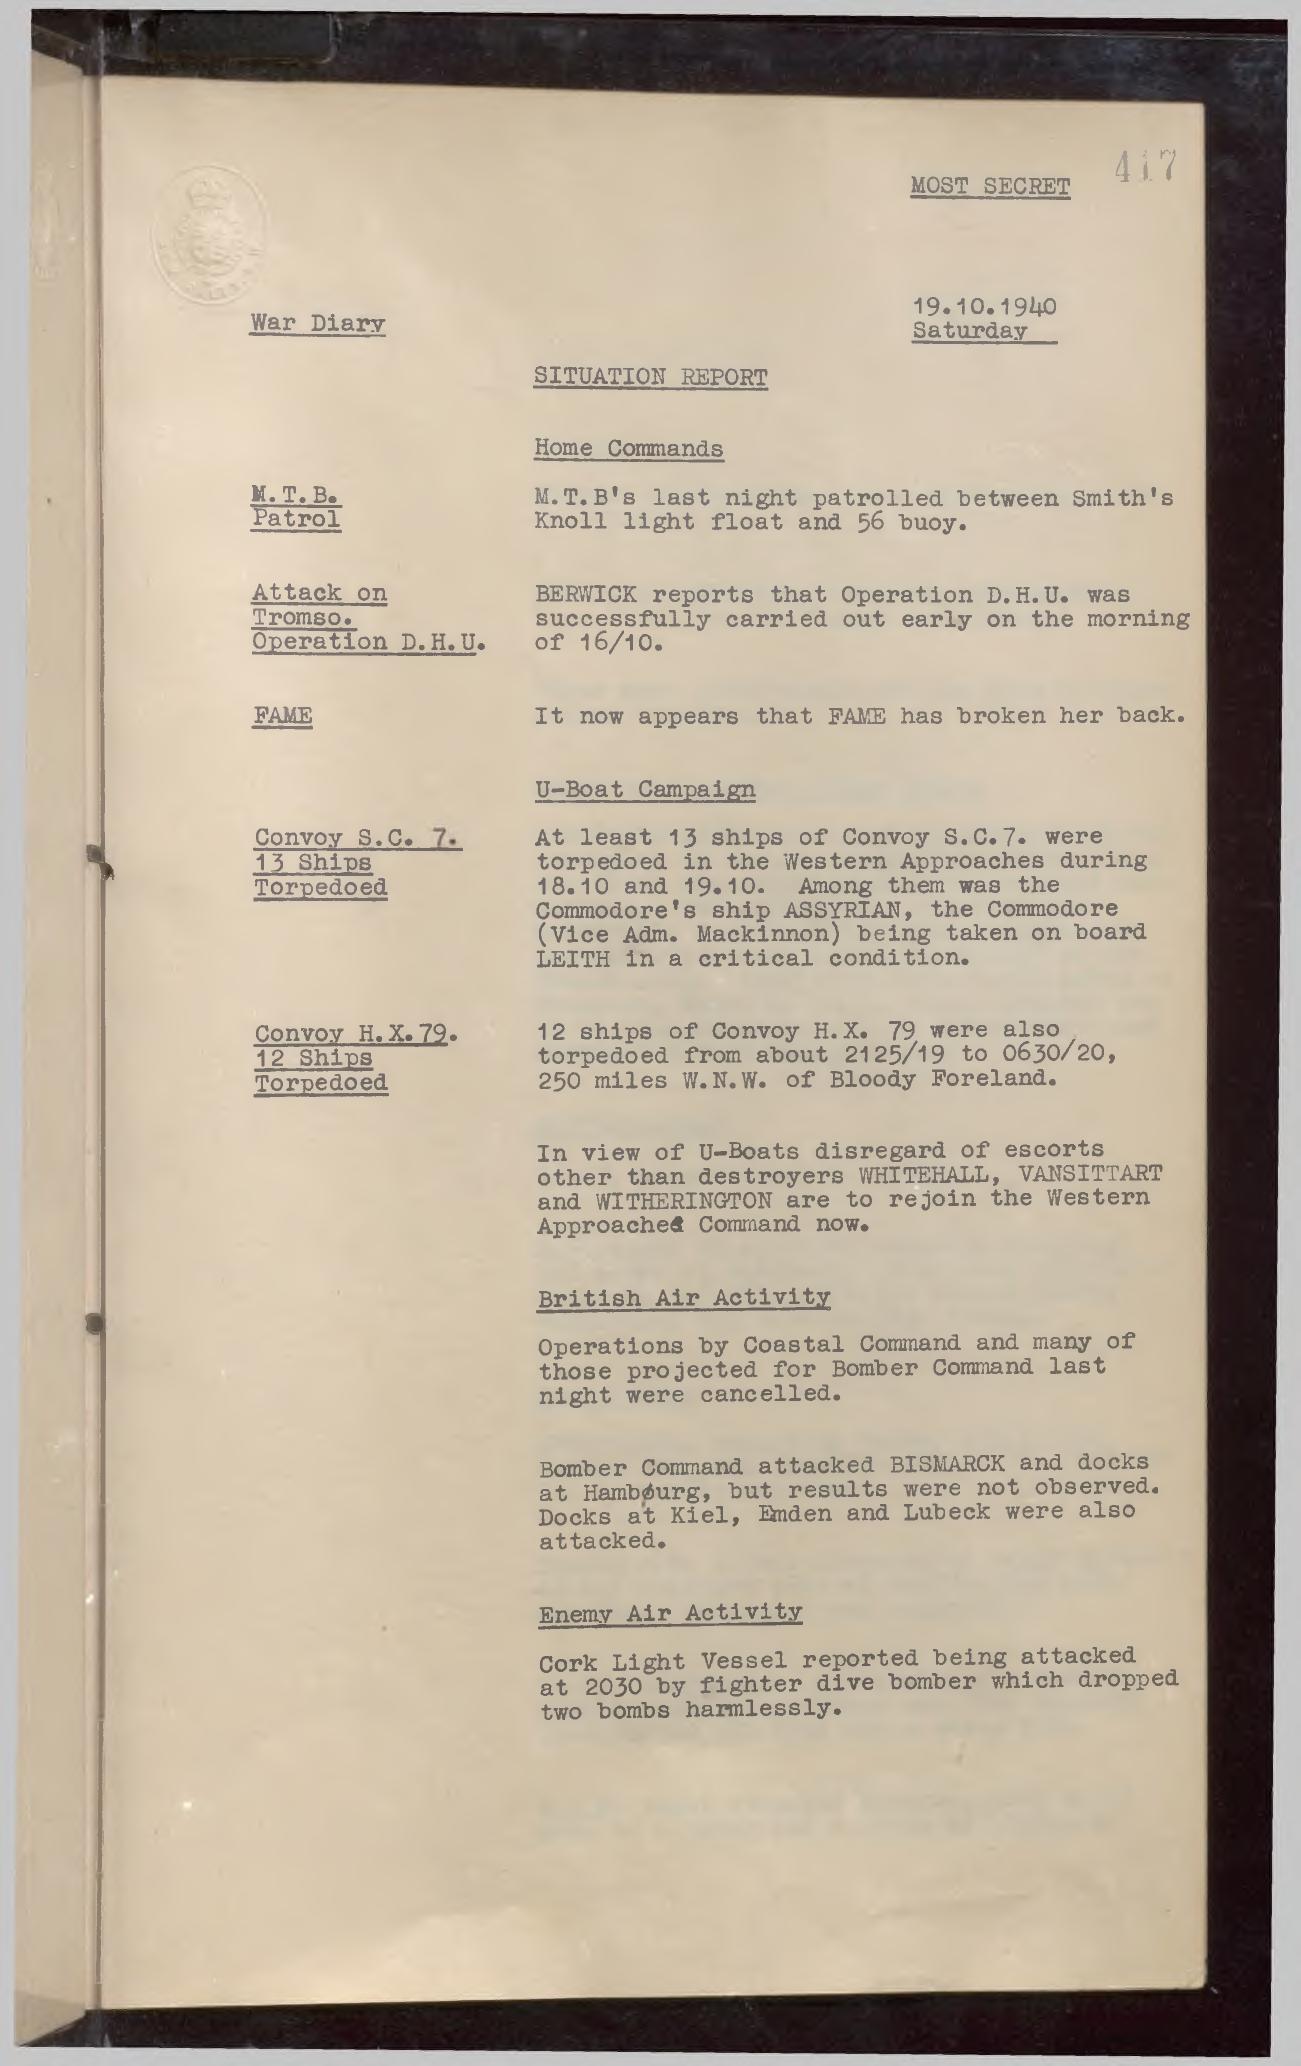 417
MOST SECRET
War Diary
19.10.1940
Saturday
SITUATION REPORT
Home Commands
M.T.B.
Patrol
M.T.B's last night patrolled between Smith's
Knoll light float and 56 buoy.
Attack on
Tromso.
Operation D.H.U.
BERWICK reports that Operation D.H.U. was
successfully carried out early on the morning
of 16/10.
FAME
It now appears that FAME has broken her back.
U-Boat Campaign
Convoy S.C. 7.
13 Ships
Torpedoed
At least 13 ships of Convoy S.C.7. were
torpedoed in the Western Approaches during
18.10 and 19.10. Among them was the
Commodore's ship ASSYRIAN, the Commodore
(Vice Adm. Mackinnon) being taken on board
LEITH in a critical condition.
Convoy H.X.79.
12 Ships
Torpedoed
12 ships of Convoy H.X. 79 were also
torpedoed from about 2125/19 to 0630/20,
250 miles W.N.W. of Bloody Foreland.
In view of U-Boats disregard of escorts
other than destroyers WHITEHALL, VANSITTART
and WITHERINGTON are to rejoin the Western
Approaches Command now.
British Air Activity
Operations by Coastal Command and many of
those projected for Bomber Command last
night were cancelled.
Bomber Command attacked BISMARCK and docks
at Hambøurg, but results were not observed.
Docks at Kiel, Emden and Lubeck were also
attacked.
Enemy Air Activity
Cork Light Vessel reported being attacked
at 2030 by fighter dive bomber which dropped
two bombs harmlessly.